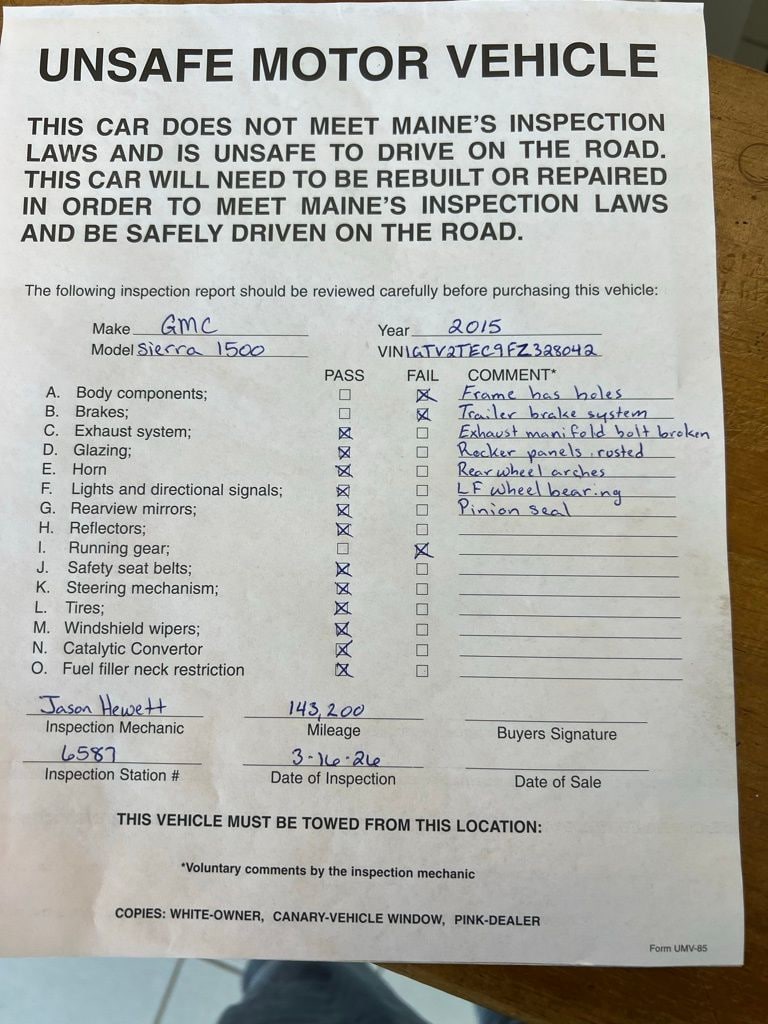 UNSAFE MOTOR VEHICLE
THIS CAR DOES NOT MEET MAINE'S INSPECTION
LAWS AND IS UNSAFE TO DRIVE ON THE ROAD.
THIS CAR WILL NEED TO BE REBUILT OR REPAIRED
IN ORDER TO MEET MAINE'S INSPECTION LAWS
AND BE SAFELY DRIVEN ON THE ROAD.
The following inspection report should be reviewed carefully before purchasing this vehicle:
Make GMC Year 2015
Model Sierra 1500 VIN 1GTV2TEC9FZ328042
PASS FAIL COMMENT*
A. Body components; ☐ ☒ Frame has holes
B. Brakes; ☐ ☒ Trailer brake system
C. Exhaust system; ☒ ☐ Exhaust manifold bolt broken
D. Glazing; ☒ ☐ Rocker panels rusted
E. Horn ☒ ☐ Rear wheel arches
F. Lights and directional signals; ☒ ☐ LF wheel bearing
G. Rearview mirrors; ☒ ☐ Pinion seal
H. Reflectors; ☒ ☐
I. Running gear; ☐ ☒
J. Safety seat belts; ☒ ☐
K. Steering mechanism; ☒ ☐
L. Tires; ☒ ☐
M. Windshield wipers; ☒ ☐
N. Catalytic Convertor ☒ ☐
O. Fuel filler neck restriction ☒ ☐
Jason Hewett 143,200
Inspection Mechanic Mileage Buyers Signature
6587 3-16-26
Inspection Station # Date of Inspection Date of Sale
THIS VEHICLE MUST BE TOWED FROM THIS LOCATION:
*Voluntary comments by the inspection mechanic
COPIES: WHITE-OWNER, CANARY-VEHICLE WINDOW, PINK-DEALER
Form UMV-85